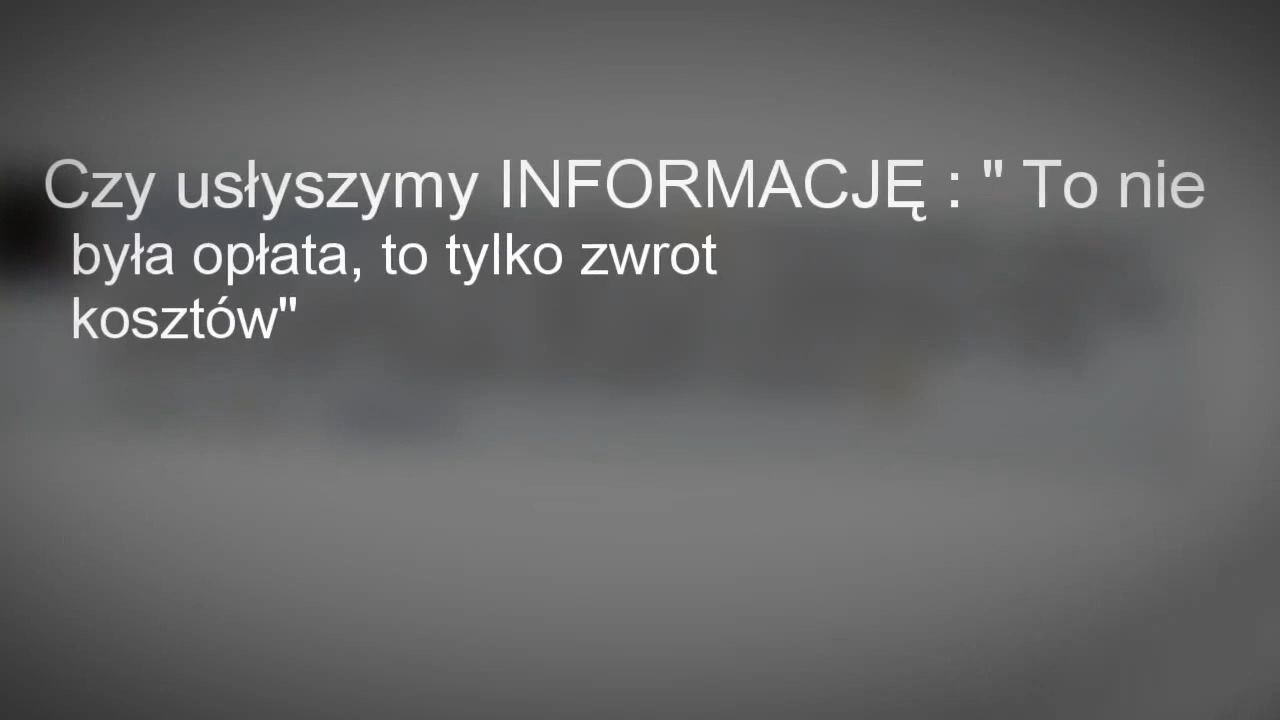 Czy usłyszymy INFORMACJĘ : " To nie
była opłata, to tylko zwrot
kosztów"